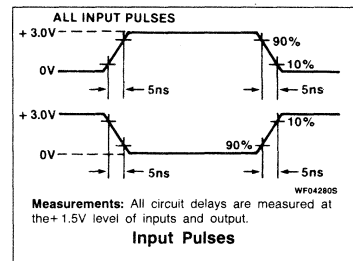 ALL INPUT PULSES
+ 3.0V
90%
0V
10%
5ns
5ns
+ 3.0V
10%
0V
90%
5ns
5ns
WF04280S
Measurements: All circuit delays are measured at
the+ 1.5V level of inputs and output.
Input Pulses